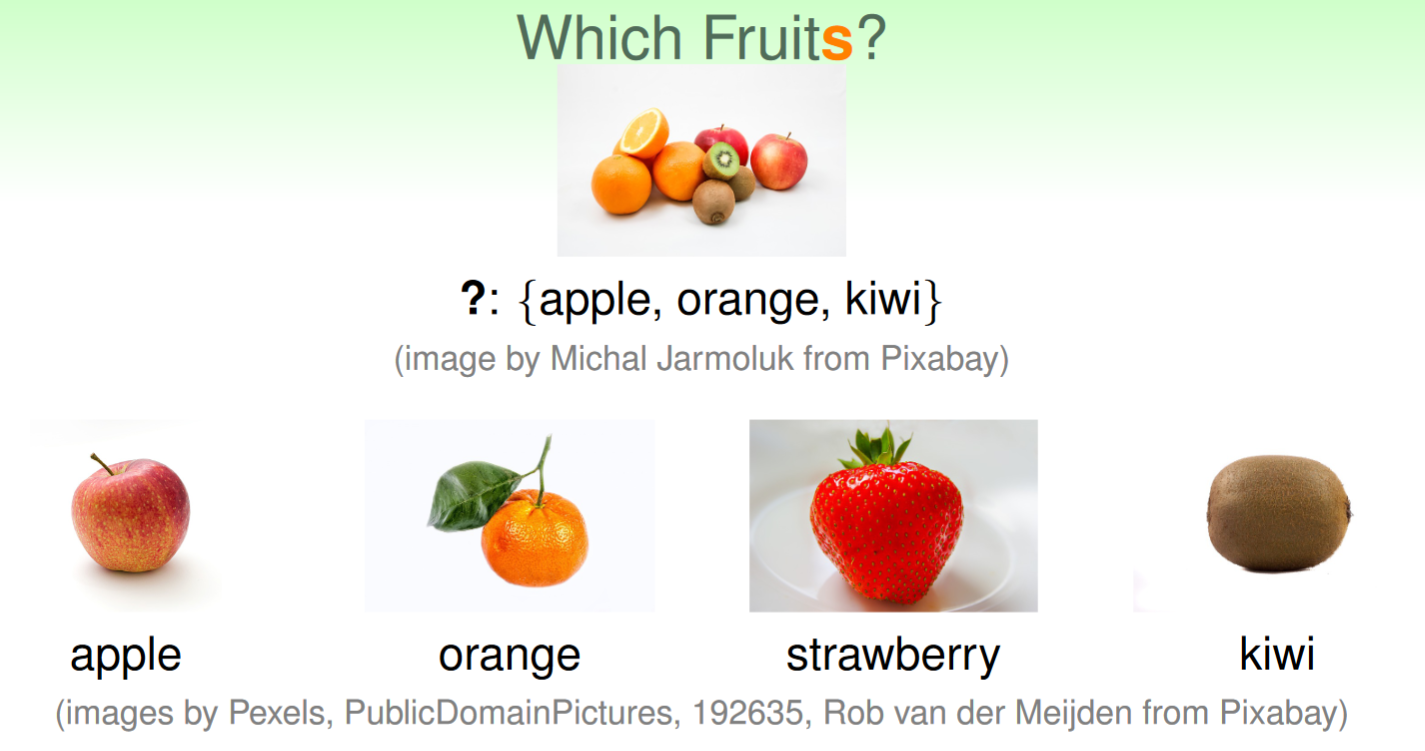 Which Fruits?
?: {apple, orange, kiwi}
(image by Michal Jarmoluk from Pixabay)
apple orange strawberry kiwi
(images by Pexels, PublicDomainPictures, 192635, Rob van der Meijden from Pixabay)